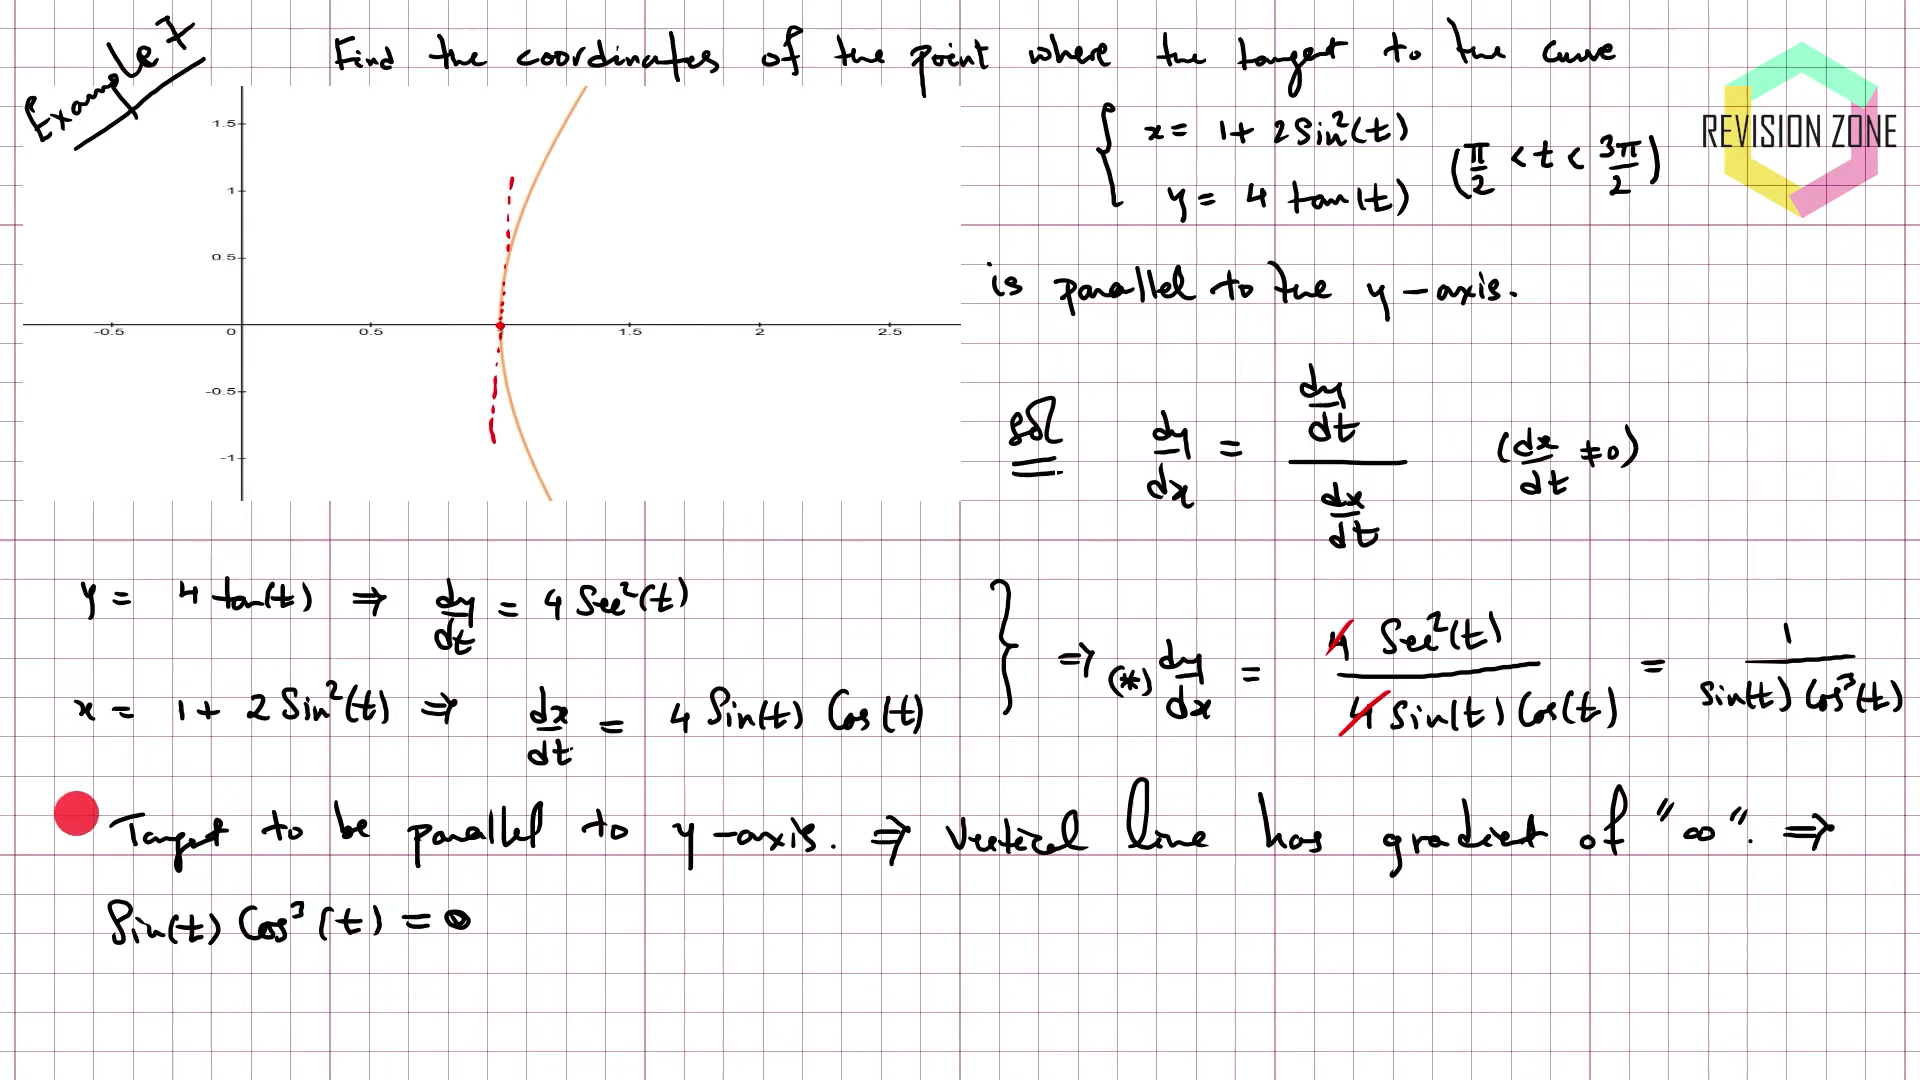 Example 7
Find the coordinates of the point where the tangent to the curve
{ x = 1 + 2 Sin²(t)
y = 4 tan(t)
(π/2 < t < 3π/2)
REVISION ZONE
is parallel to the y-axis.
1.5
1
0.5
-0.5 0 0.5 1.5 2 2.5
-0.5
-1
sol dy/dx = (dy/dt)/(dx/dt) (dx/dt ≠ 0)
y = 4 tan(t) ⇒ dy/dt = 4 Sec²(t)
x = 1 + 2 Sin²(t) ⇒ dx/dt = 4 Sin(t) Cos(t)
} ⇒ (*) dy/dx = 4 Sec²(t) / 4 Sin(t) Cos(t) = 1 / Sin(t) Cos³(t)
Tangent to be parallel to y-axis. ⇒ Vertical line has gradient of "∞". ⇒
Sin(t) Cos³(t) = 0